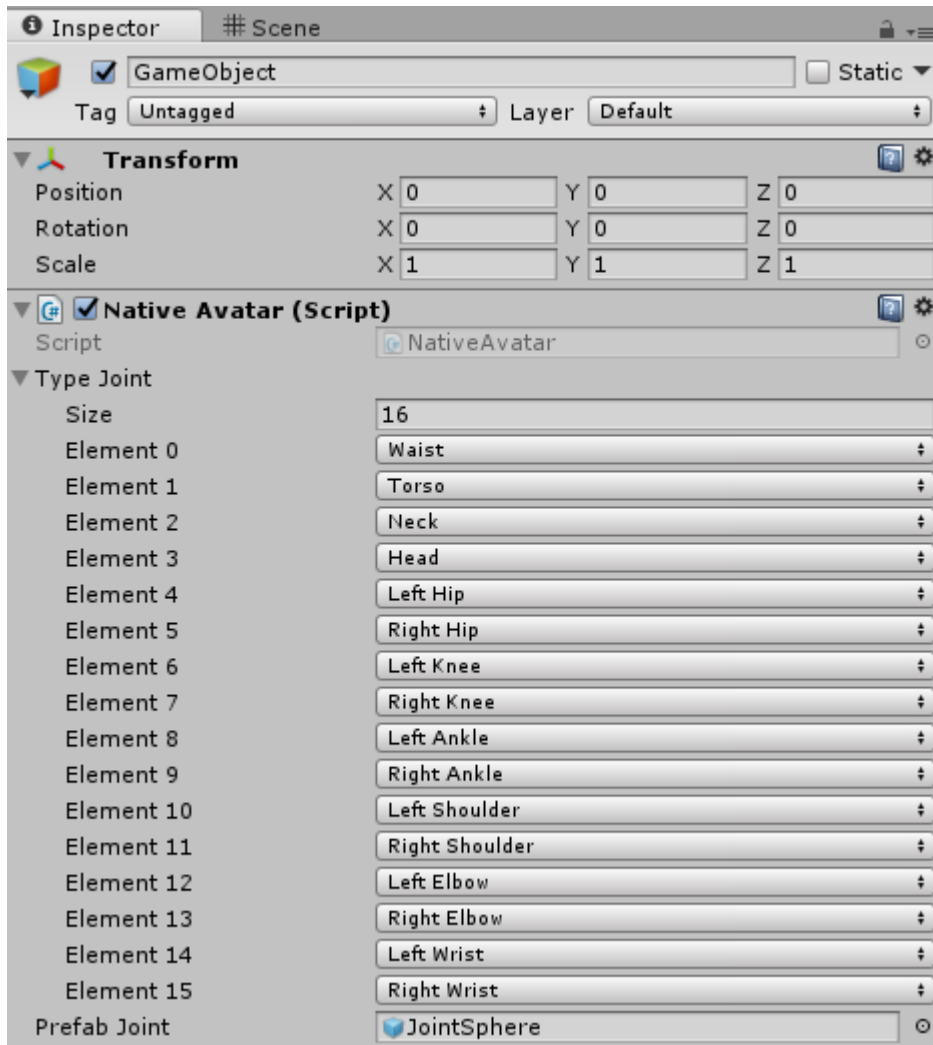 Inspector # Scene
GameObject Static
Tag Untagged Layer Default
Transform
Position X 0 Y 0 Z 0
Rotation X 0 Y 0 Z 0
Scale X 1 Y 1 Z 1
Native Avatar (Script)
Script NativeAvatar
Type Joint
Size 16
Element 0 Waist
Element 1 Torso
Element 2 Neck
Element 3 Head
Element 4 Left Hip
Element 5 Right Hip
Element 6 Left Knee
Element 7 Right Knee
Element 8 Left Ankle
Element 9 Right Ankle
Element 10 Left Shoulder
Element 11 Right Shoulder
Element 12 Left Elbow
Element 13 Right Elbow
Element 14 Left Wrist
Element 15 Right Wrist
Prefab Joint JointSphere